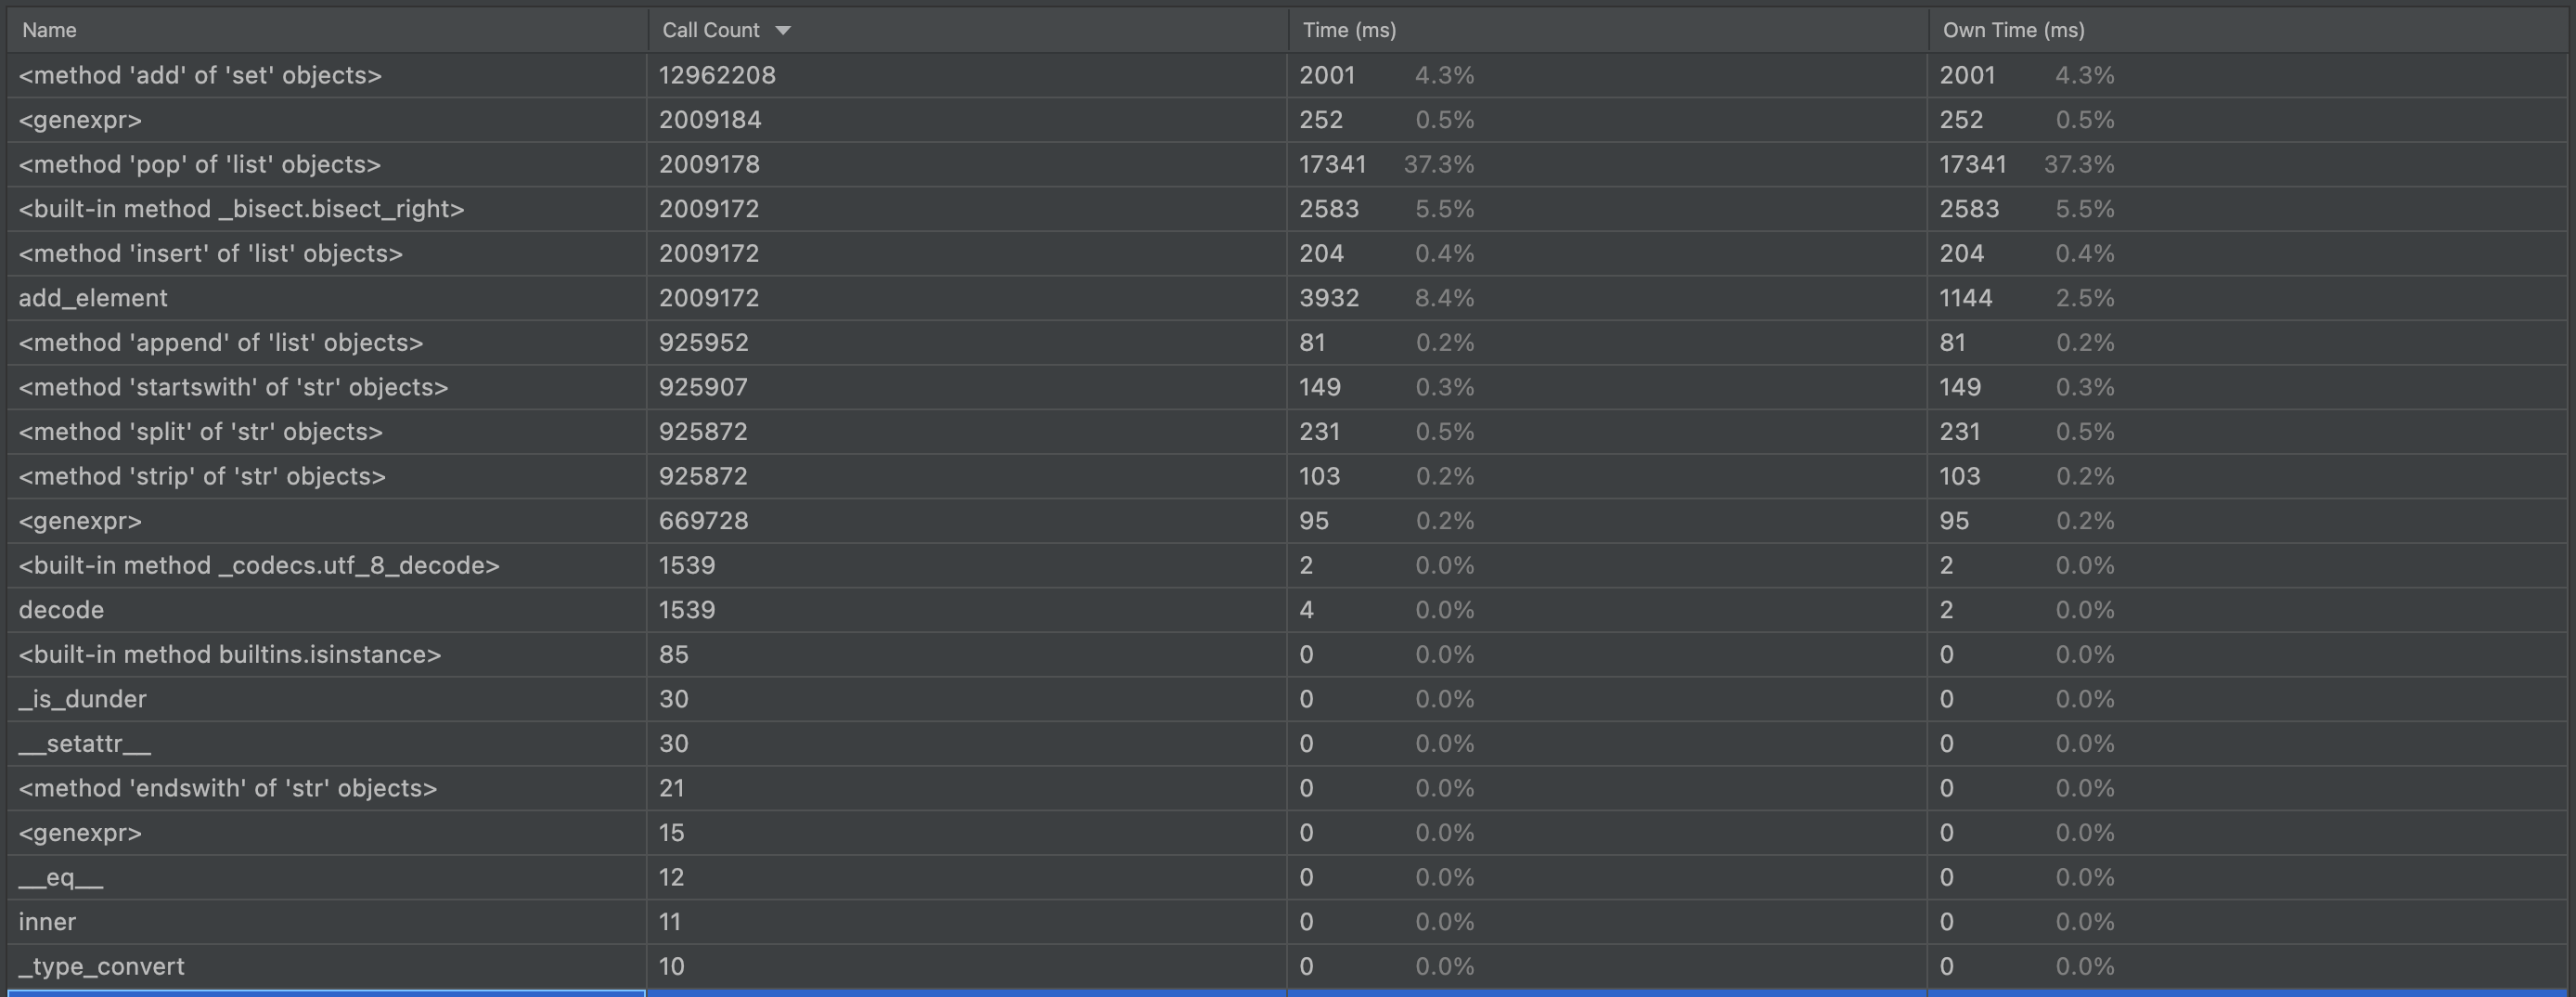 Name Call Count Time (ms) Own Time (ms)
<method 'add' of 'set' objects> 12962208 2001 4.3% 2001 4.3%
<genexpr> 2009184 252 0.5% 252 0.5%
<method 'pop' of 'list' objects> 2009178 17341 37.3% 17341 37.3%
<built-in method _bisect.bisect_right> 2009172 2583 5.5% 2583 5.5%
<method 'insert' of 'list' objects> 2009172 204 0.4% 204 0.4%
add_element 2009172 3932 8.4% 1144 2.5%
<method 'append' of 'list' objects> 925952 81 0.2% 81 0.2%
<method 'startswith' of 'str' objects> 925907 149 0.3% 149 0.3%
<method 'split' of 'str' objects> 925872 231 0.5% 231 0.5%
<method 'strip' of 'str' objects> 925872 103 0.2% 103 0.2%
<genexpr> 669728 95 0.2% 95 0.2%
<built-in method _codecs.utf_8_decode> 1539 2 0.0% 2 0.0%
decode 1539 4 0.0% 2 0.0%
<built-in method builtins.isinstance> 85 0 0.0% 0 0.0%
_is_dunder 30 0 0.0% 0 0.0%
__setattr__ 30 0 0.0% 0 0.0%
<method 'endswith' of 'str' objects> 21 0 0.0% 0 0.0%
<genexpr> 15 0 0.0% 0 0.0%
__eq__ 12 0 0.0% 0 0.0%
inner 11 0 0.0% 0 0.0%
_type_convert 10 0 0.0% 0 0.0%